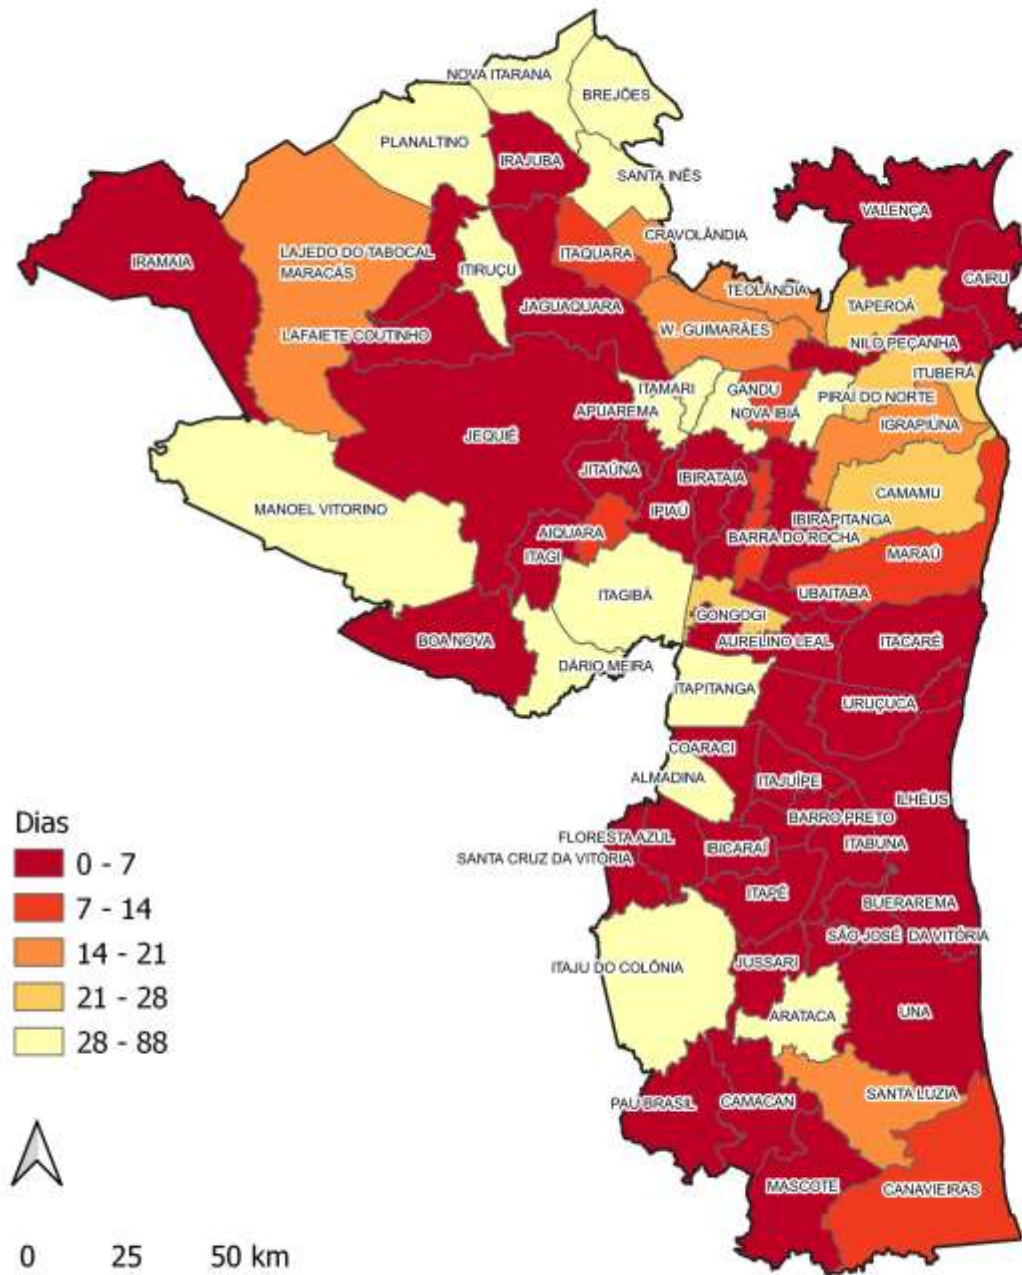 NOVA ITARANA
BREJÕES
PLANALTINO
IRAJUBA
SANTA INÊS
VALENÇA
CRAVOLÂNDIA
LAJEDO DO TABOCAL
ITAQUARA
IRAMAIA
MARACÁS
ITIRUÇU
CAIRU
TEOLÂNDIA
JAGUAQUARA
TAPEROÁ
LAFAIETE COUTINHO
W. GUIMARÃES
NILO PEÇANHA
ITUBERÁ
ITAMARI
GANDU
PIRAÍ DO NORTE
APUAREMA
NOVA IBIÁ
IGRAPIÚNA
JEQUIÉ
JITAÚNA
IBIRATAIA
CAMAMU
MANOEL VITORINO
IPIAÚ
IBIRAPITANGA
AIQUARA
BARRA DO ROCHA
ITAGI
MARAÚ
UBAITABA
ITAGIBÁ
GONGOGI
BOA NOVA
AURELINO LEAL
ITACARÉ
DÁRIO MEIRA
ITAPITANGA
URUÇUCA
COARACI
ALMADINA
ITAJUÍPE
ILHÉUS
BARRO PRETO
FLORESTA AZUL
IBICARAÍ
ITABUNA
SANTA CRUZ DA VITÓRIA
ITAPÉ
BUERAREMA
SÃO JOSÉ DA VITÓRIA
ITAJU DO COLÔNIA
JUSSARI
ARATACA
UNA
SANTA LUZIA
PAU BRASIL
CAMACAN
MASCOTE
CANAVIEIRAS
Dias
0 - 7
7 - 14
14 - 21
21 - 28
28 - 88
0 25 50 km